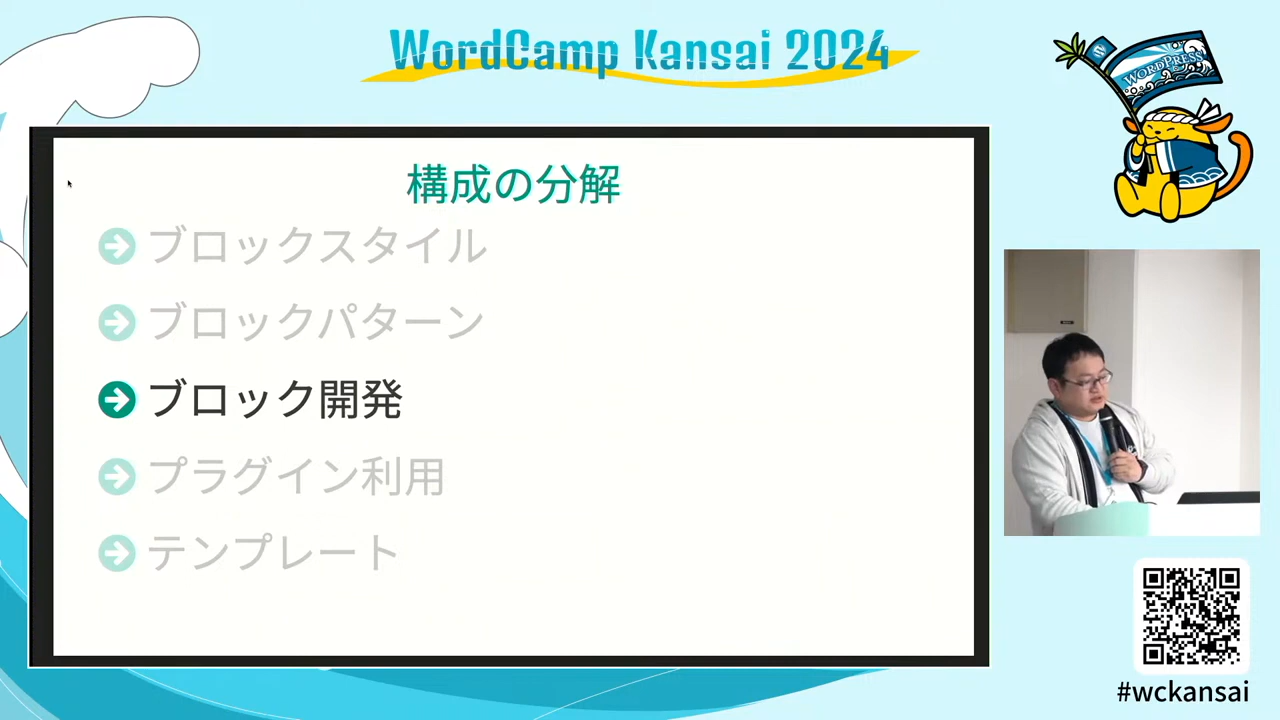 WordCamp Kansai 2024
WORDPRESS
構成の分解
ブロックスタイル
ブロックパターン
ブロック開発
プラグイン利用
テンプレート
#wckansai